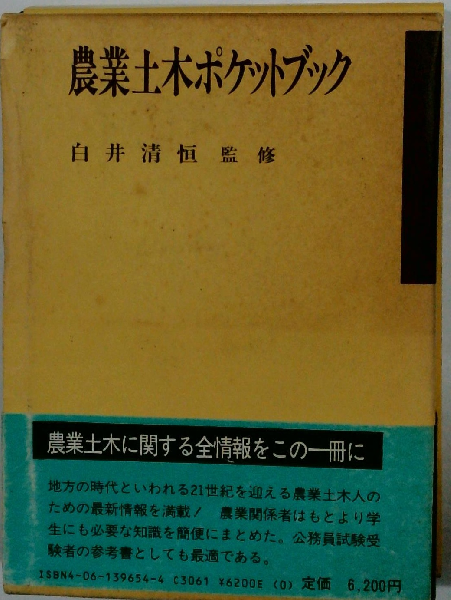 農業土木ポケットブック
白井清恒 監修
農業土木に関する全情報をこの一冊に
地方の時代といわれる21世紀を迎える農業土木人の
ための最新情報を満載! 農業関係者はもとより学
生にも必要な知識を簡便にまとめた。公務員試験受
験者の参考書としても最適である。
ISBN4-06-139654-4 C3061 ¥6200E (0) 定価 6,200円